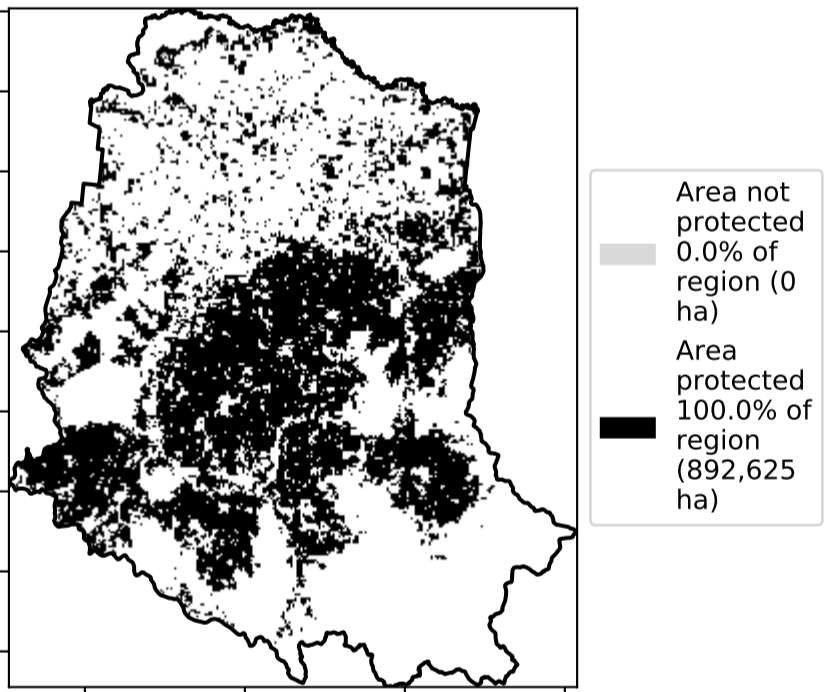 Area not
protected
0.0% of
region (0
ha)
Area
protected
100.0% of
region
(892,625
ha)